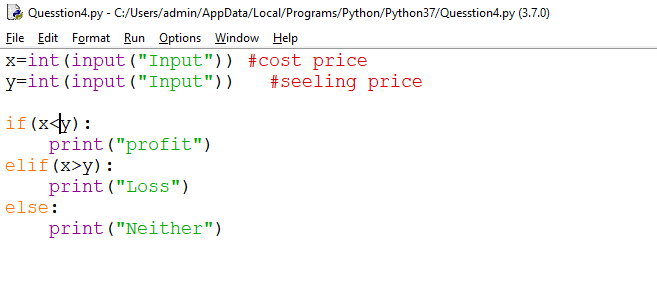 Quesstion4.py - C:/Users/admin/AppData/Local/Programs/Python/Python37/Quesstion4.py (3.7.0)
File Edit Format Run Options Window Help
x=int(input("Input")) #cost price
y=int(input("Input"))   #seeling price
if(x<y):
    print("profit")
elif(x>y):
    print("Loss")
else:
    print("Neither")